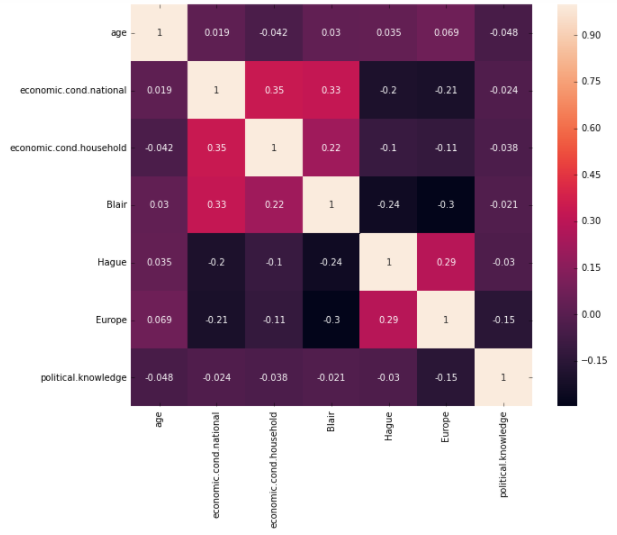 age 1 0.019 -0.042 0.03 0.035 0.069 -0.048
economic.cond.national 0.019 1 0.35 0.33 -0.2 -0.21 -0.024
economic.cond.household -0.042 0.35 1 0.22 -0.1 -0.11 -0.038
Blair 0.03 0.33 0.22 1 -0.24 -0.3 -0.021
Hague 0.035 -0.2 -0.1 -0.24 1 0.29 -0.03
Europe 0.069 -0.21 -0.11 -0.3 0.29 1 -0.15
political.knowledge -0.048 -0.024 -0.038 -0.021 -0.03 -0.15 1
age
economic.cond.national
economic.cond.household
Blair
Hague
Europe
political.knowledge
0.90
0.75
0.60
0.45
0.30
0.15
0.00
−0.15